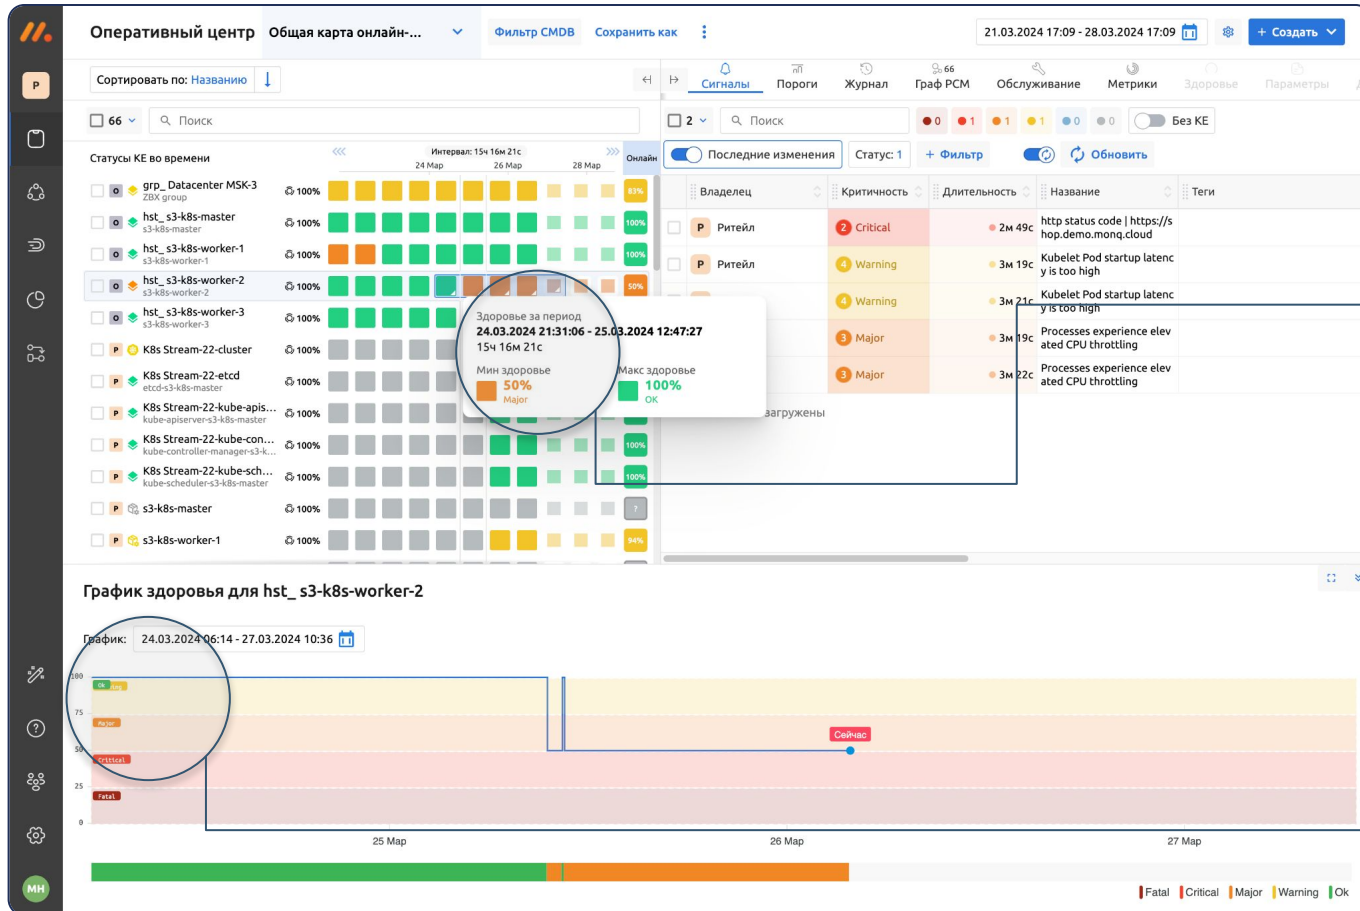 Оперативный центр Общая карта онлайн-... Фильтр CMDB Сохранить как 21.03.2024 17:09 - 28.03.2024 17:09 + Создать
P
Сортировать по: Названию
Сигналы Пороги Журнал 66 Граф РСМ Обслуживание Метрики Здоровье Параметры
66 Поиск
2 Поиск 0 1 1 1 0 0 Без КЕ
Статусы КЕ во времени
Интервал: 15ч 16м 21с
24 Мар 26 Мар 28 Мар Онлайн
Последние изменения Статус: 1 + Фильтр Обновить
Владелец Критичность Длительность Название Теги
O grp_ Datacenter MSK-3 100% 83%
ZBX group
O hst_ s3-k8s-master 100% 100%
s3-k8s-master
O hst_ s3-k8s-worker-1 100% 100%
s3-k8s-worker-1
O hst_ s3-k8s-worker-2 100% 50%
s3-k8s-worker-2
O hst_ s3-k8s-worker-3 100%
s3-k8s-worker-3
P K8s Stream-22-cluster 100%
P K8s Stream-22-etcd 100%
etcd-s3-k8s-master
P K8s Stream-22-kube-apis... 100%
kube-apiserver-s3-k8s-master
P K8s Stream-22-kube-con... 100% 100%
kube-controller-manager-s3-k...
P K8s Stream-22-kube-sch... 100% 100%
kube-scheduler-s3-k8s-master
P s3-k8s-master 100% ?
P s3-k8s-worker-1 100% 94%
P Ритейл 2 Critical 2м 49с http status code | https://s
hop.demo.monq.cloud
P Ритейл 4 Warning 3м 19с Kubelet Pod startup latenc
y is too high
4 Warning 3м 21с Kubelet Pod startup latenc
y is too high
3 Major 3м 19с Processes experience elev
ated CPU throttling
3 Major 3м 22с Processes experience elev
ated CPU throttling
загружены
Здоровье за период
24.03.2024 21:31:06 - 25.03.2024 12:47:27
15ч 16м 21с
Мин здоровье Макс здоровье
50% 100%
Major OK
График здоровья для hst_ s3-k8s-worker-2
График: 24.03.2024 06:14 - 27.03.2024 10:36
100
Ok
75
Major
Сейчас
50
Critical
25
Fatal
0
25 Мар 26 Мар 27 Мар
МН
Fatal Critical Major Warning Ok